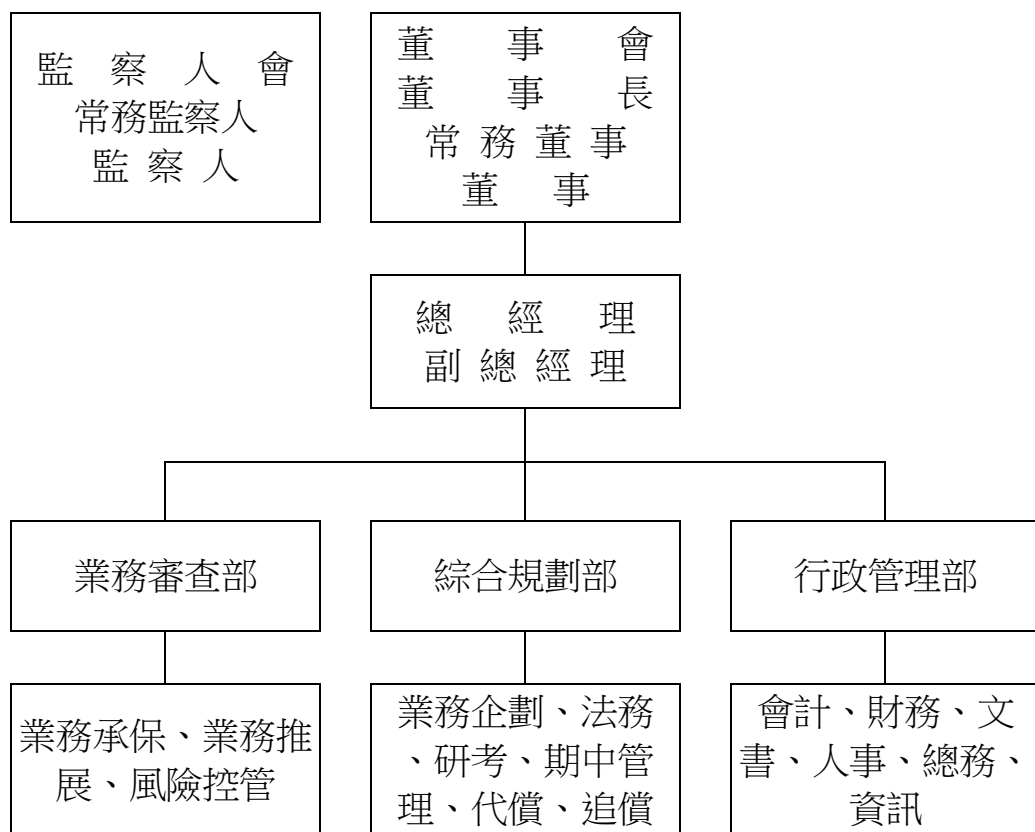 監察人會
常務監察人
監察人
董事會
董事長
常務董事
董事
總經理
副總經理
業務審查部
綜合規劃部
行政管理部
業務承保、業務推
展、風險控管
業務企劃、法務
、研考、期中管
理、代償、追償
會計、財務、文
書、人事、總務、
資訊